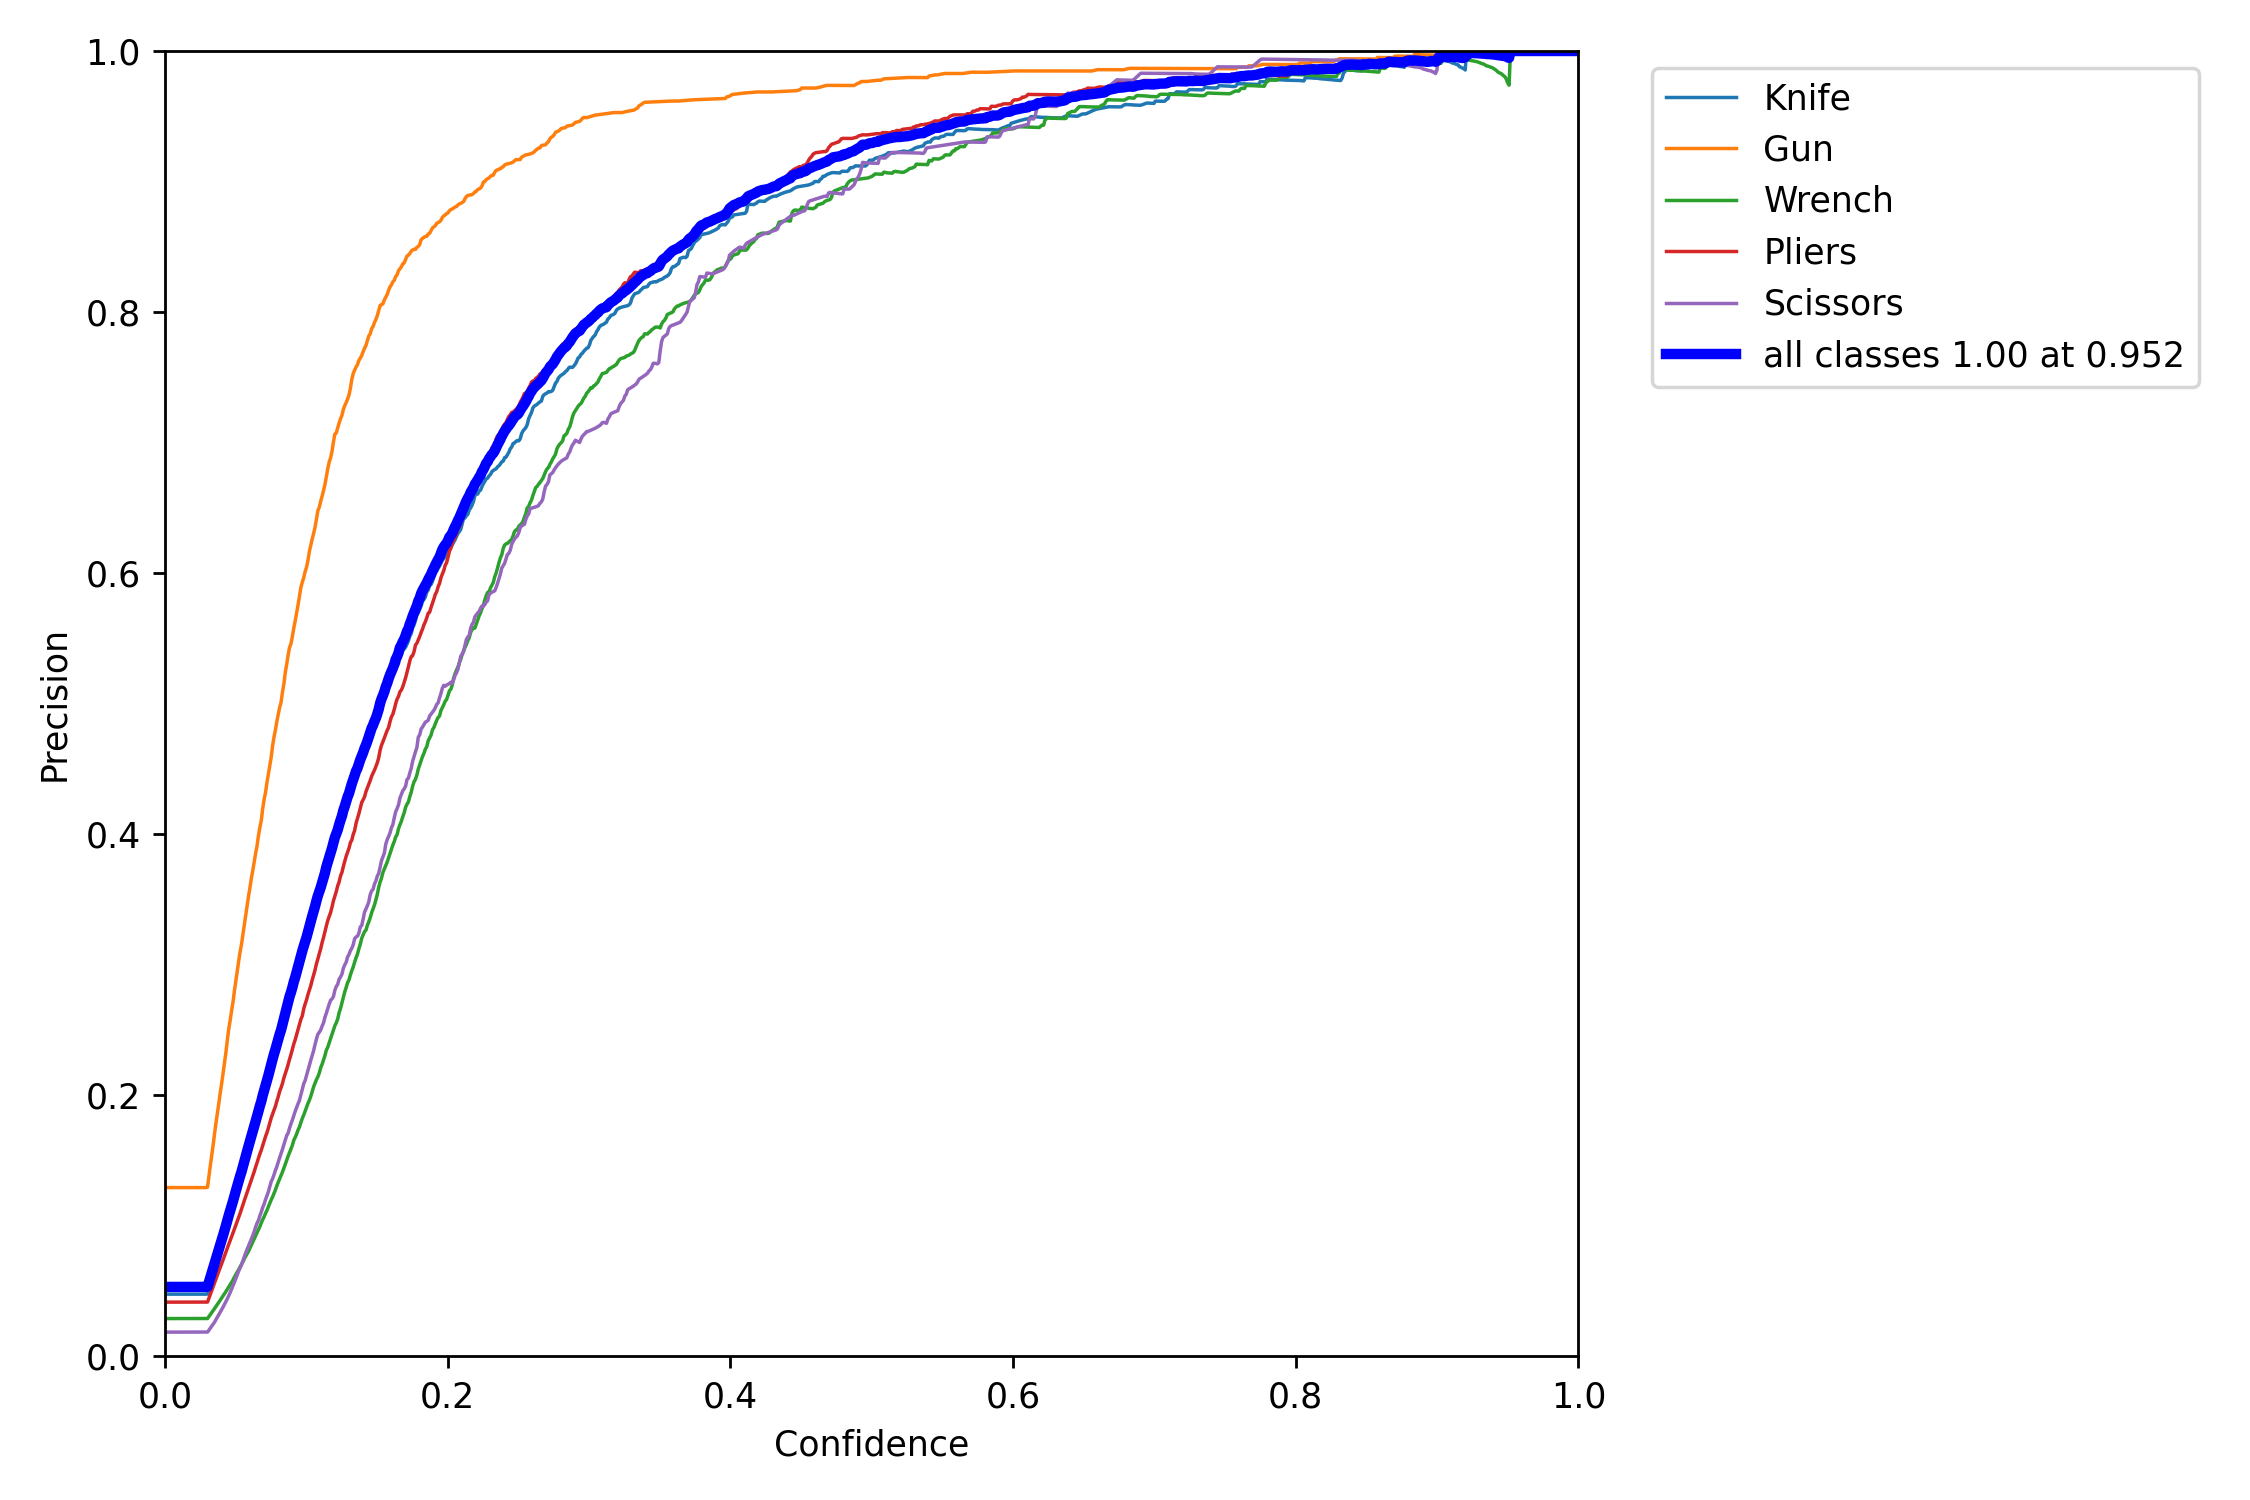 1.0
0.8
0.6
0.4
0.2
0.0
Precision
0.0 0.2 0.4 0.6 0.8 1.0
Confidence
Knife
Gun
Wrench
Pliers
Scissors
all classes 1.00 at 0.952